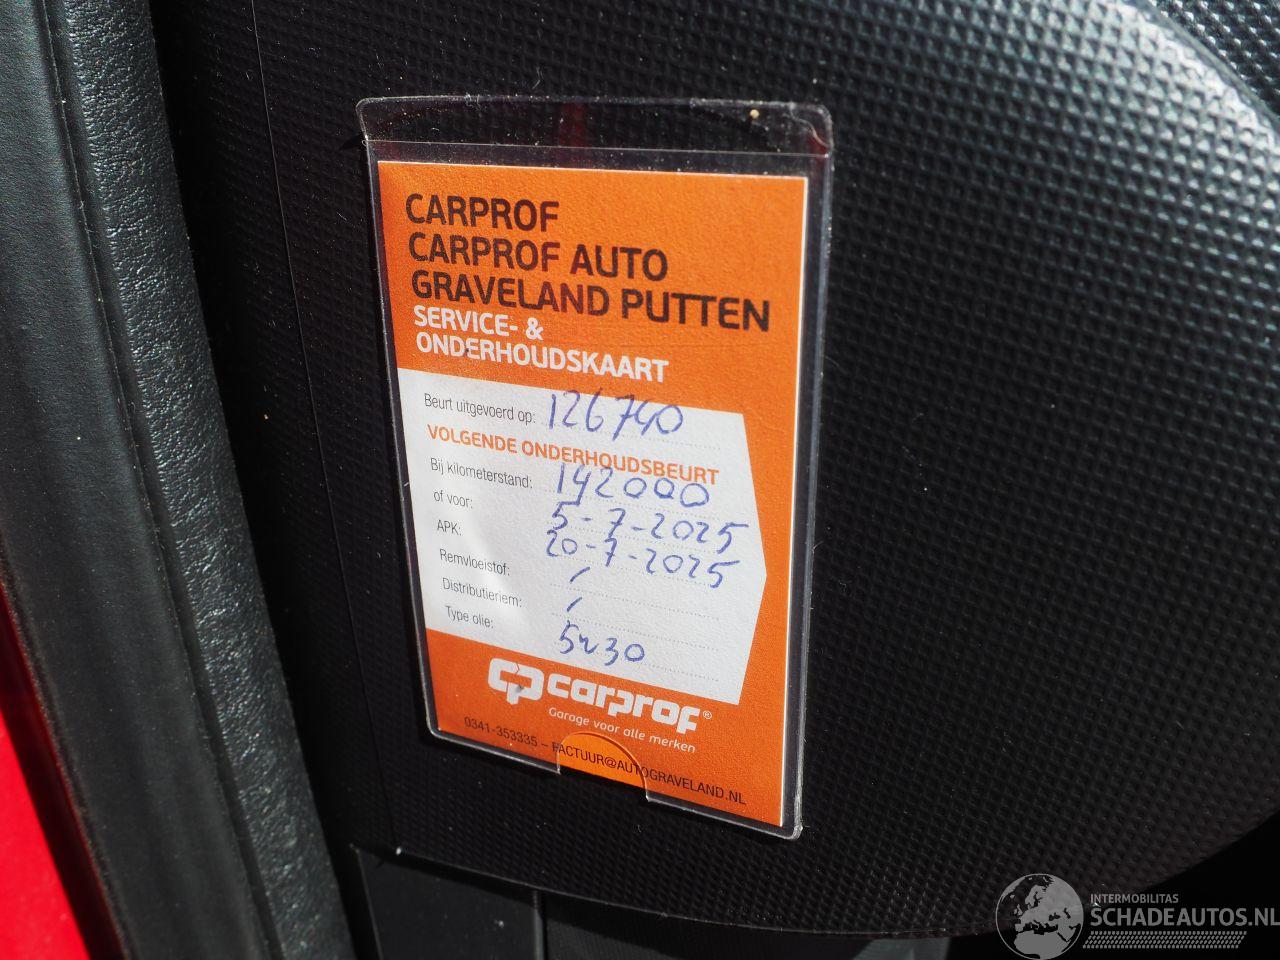 CARPROF
CARPROF AUTO
GRAVELAND PUTTEN
SERVICE- &
ONDERHOUDSKAART
Beurt uitgevoerd op: 126740
VOLGENDE ONDERHOUDSBEURT
Bij kilometerstand: 142000
of voor: 5-7-2025
APK: 20-7-2025
Remvloeistof: /
Distributieriem: /
Type olie: 5w30
CP carprof®
Garage voor alle merken
0341-353335 – FACTUUR@AUTOGRAVELAND.NL
INTERMOBILITAS
SCHADEAUTOS.NL